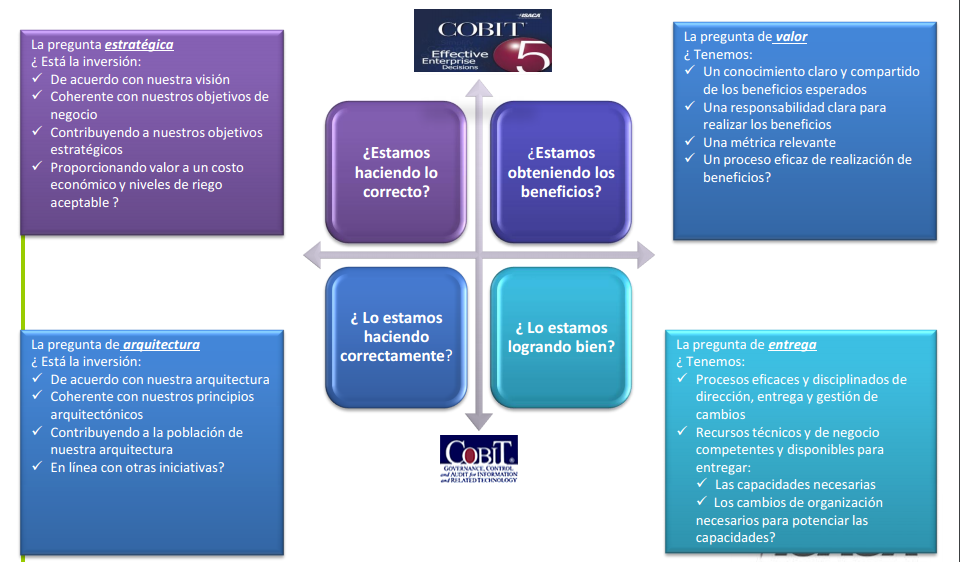 La pregunta estratégica
¿ Está la inversión:
✓ De acuerdo con nuestra visión
✓ Coherente con nuestros objetivos de
negocio
✓ Contribuyendo a nuestros objetivos
estratégicos
✓ Proporcionando valor a un costo
económico y niveles de riego
aceptable ?
ISACA
COBIT 5
Effective
Enterprise
Decisions
La pregunta de valor
¿ Tenemos:
✓ Un conocimiento claro y compartido
de los beneficios esperados
✓ Una responsabilidad clara para
realizar los beneficios
✓ Una métrica relevante
✓ Un proceso eficaz de realización de
beneficios?
¿Estamos
haciendo lo
correcto?
¿Estamos
obteniendo los
beneficios?
¿ Lo estamos
haciendo
correctamente?
¿ Lo estamos
logrando bien?
La pregunta de arquitectura
¿ Está la inversión:
✓ De acuerdo con nuestra arquitectura
✓ Coherente con nuestros principios
arquitectónicos
✓ Contribuyendo a la población de
nuestra arquitectura
✓ En línea con otras iniciativas?
COBIT®
GOVERNANCE, CONTROL
and AUDIT for INFORMATION
and RELATED TECHNOLOGY
La pregunta de entrega
¿ Tenemos:
✓ Procesos eficaces y disciplinados de
dirección, entrega y gestión de
cambios
✓ Recursos técnicos y de negocio
competentes y disponibles para
entregar:
✓ Las capacidades necesarias
✓ Los cambios de organización
necesarios para potenciar las
capacidades?